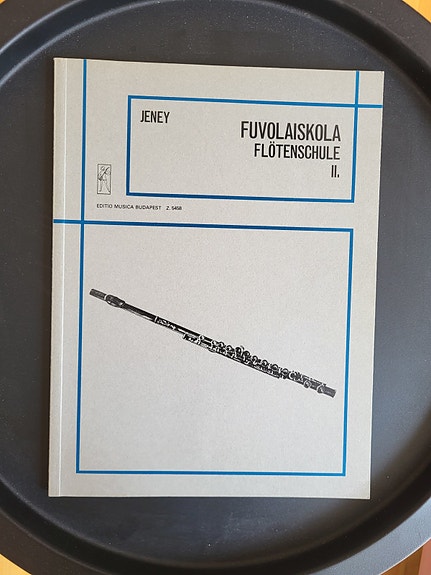 JENEY
FUVOLAISKOLA
FLÖTENSCHULE
II.
EDITIO MUSICA BUDAPEST Z. 5458